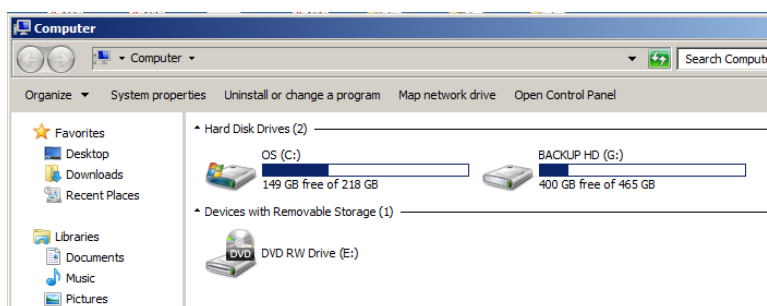 Computer
Computer
Search Compute
Organize
System properties
Uninstall or change a program
Map network drive
Open Control Panel
Favorites
Desktop
Downloads
Recent Places
Libraries
Documents
Music
Pictures
Hard Disk Drives (2)
OS (C:)
149 GB free of 218 GB
BACKUP HD (G:)
400 GB free of 465 GB
Devices with Removable Storage (1)
DVD
DVD RW Drive (E:)